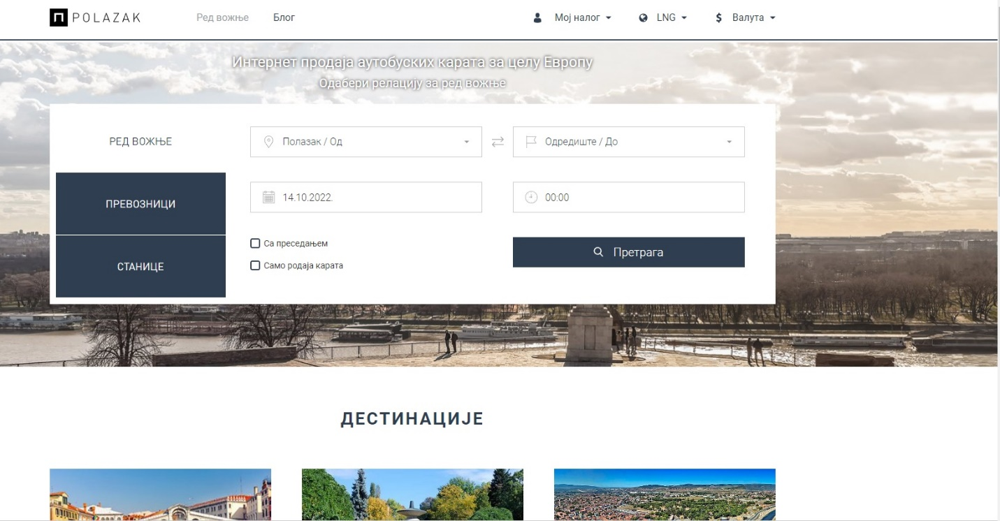 П POLAZAK
Ред вожње
Блог
Мој налог
LNG
$ Валута
Интернет продаја аутобуских карата за целу Европу
Одабери релацију за ред вожње
РЕД ВОЖЊЕ
Полазак / Од
Одредиште / До
ПРЕВОЗНИЦИ
14.10.2022.
00:00
СТАНИЦЕ
Са преседањем
Само родаја карата
Претрага
ДЕСТИНАЦИЈЕ